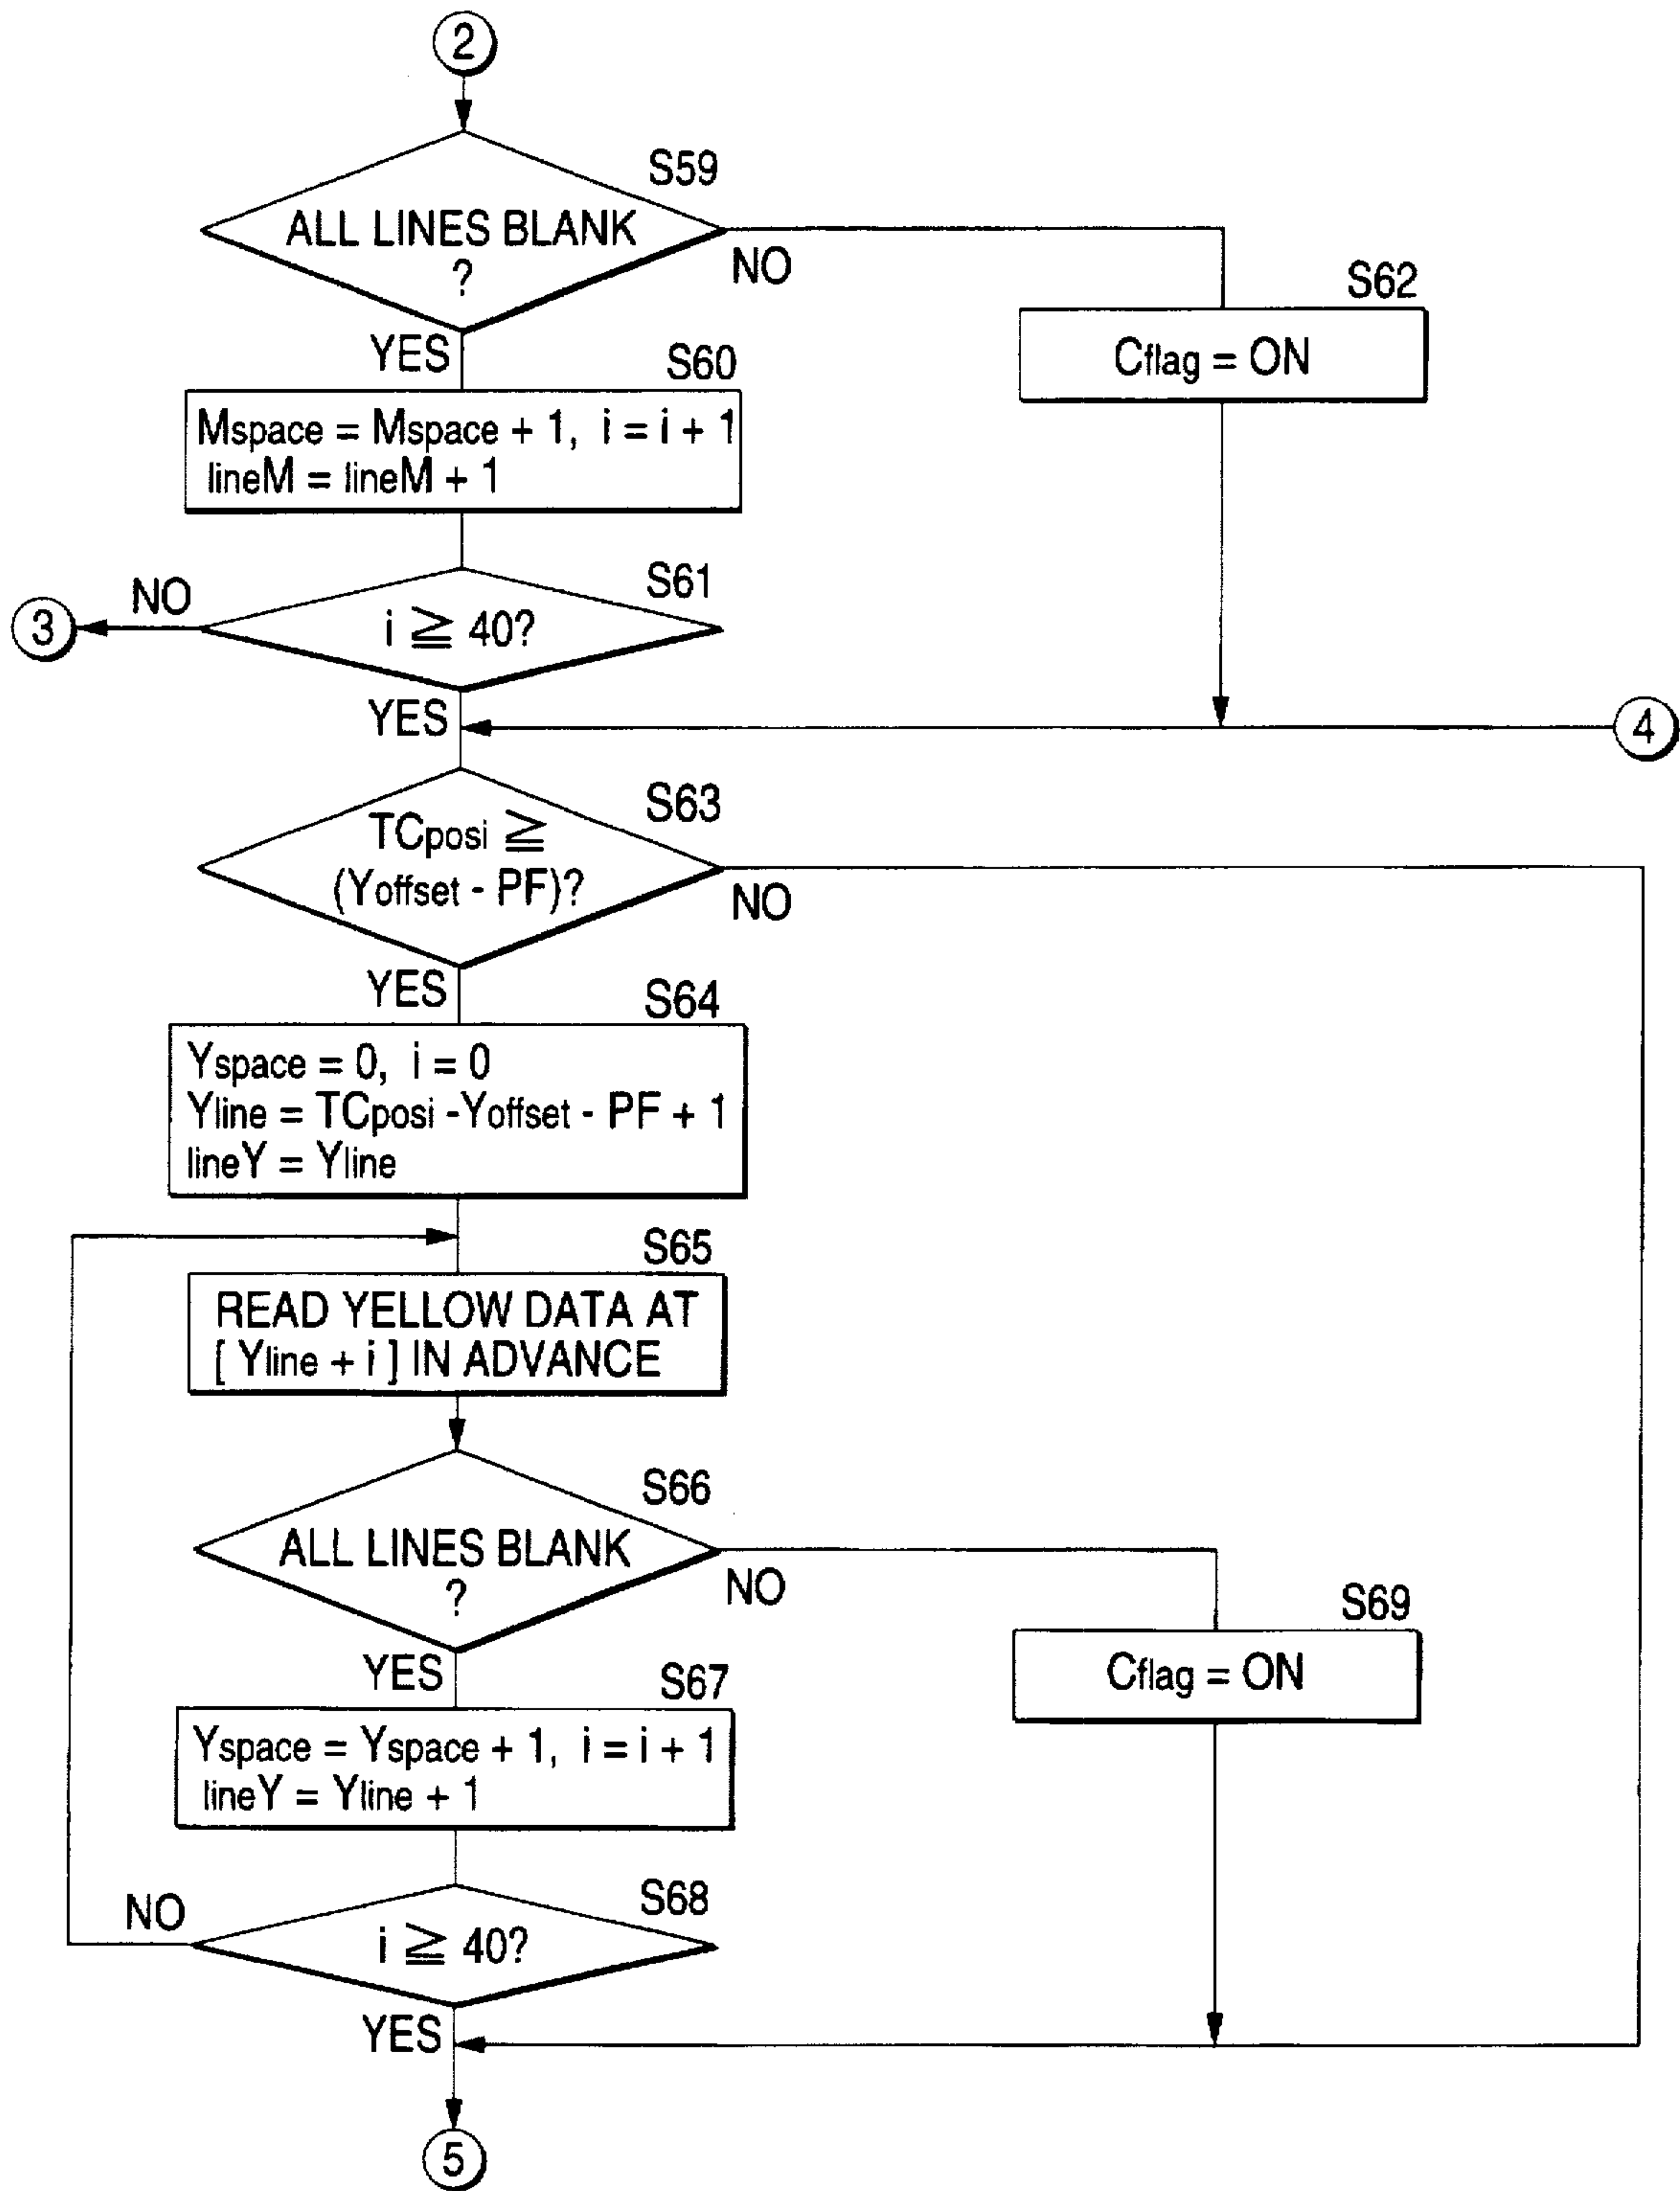 2
S59
ALL LINES BLANK
?
NO
YES
S62
Cflag = ON
S60
Mspace = Mspace + 1, i = i + 1
lineM = lineM + 1
S61
NO
3
i ≧ 40?
YES
4
S63
TCposi ≧
(Yoffset - PF)?
NO
YES
S64
Yspace = 0, i = 0
Yline = TCposi -Yoffset - PF + 1
lineY = Yline
S65
READ YELLOW DATA AT
[ Yline + i ] IN ADVANCE
S66
ALL LINES BLANK
?
NO
YES
S69
Cflag = ON
S67
Yspace = Yspace + 1, i = i + 1
lineY = Yline + 1
S68
NO
i ≧ 40?
YES
5